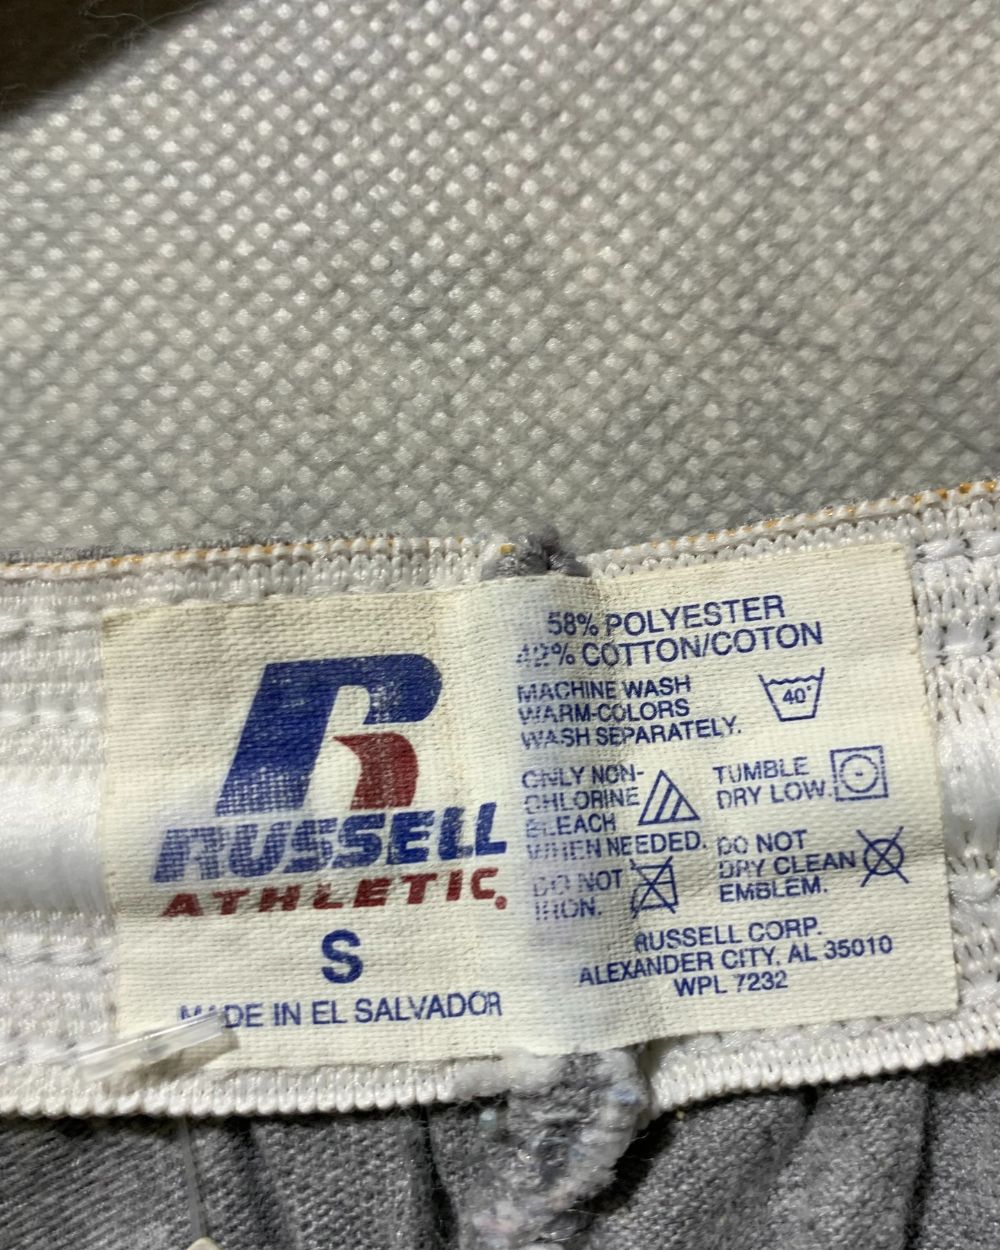 RUSSELL
ATHLETIC.
S
MADE IN EL SALVADOR
58% POLYESTER
42% COTTON/COTON
MACHINE WASH
WARM-COLORS
WASH SEPARATELY.
40°
ONLY NON-
CHLORINE
BLEACH
WHEN NEEDED.
TUMBLE
DRY LOW.
DO NOT
IRON.
DO NOT
DRY CLEAN
EMBLEM.
RUSSELL CORP.
ALEXANDER CITY, AL 35010
WPL 7232